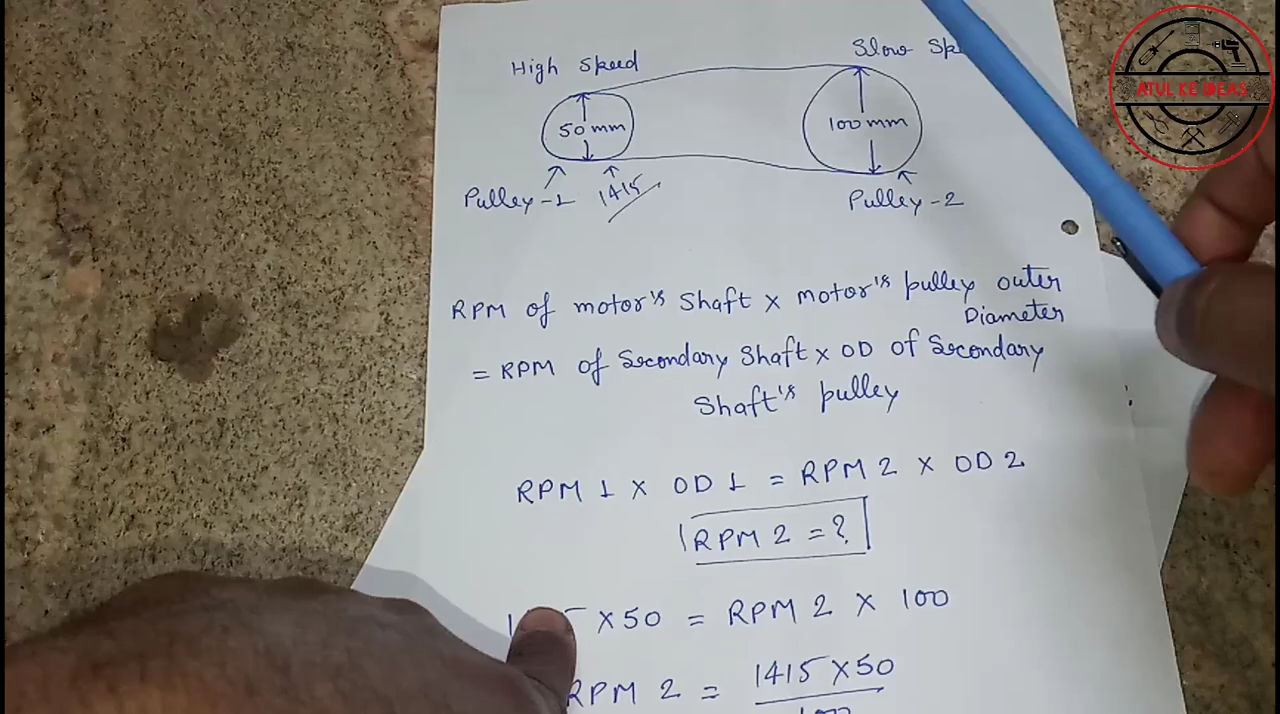 High Speed
Slow
50 mm
100 mm
Pulley-1
1415
Pulley-2
RPM of motor's Shaft X motor's pulley outer
Diameter
= RPM of Secondary Shaft x OD of Secondary
Shaft's pulley
RPM 1 X OD 1 = RPM 2 X OD 2
RPM 2 = ?
X 50 = RPM 2 X 100
RPM 2 = 1415 X 50
100
ATUL KE IDEAS